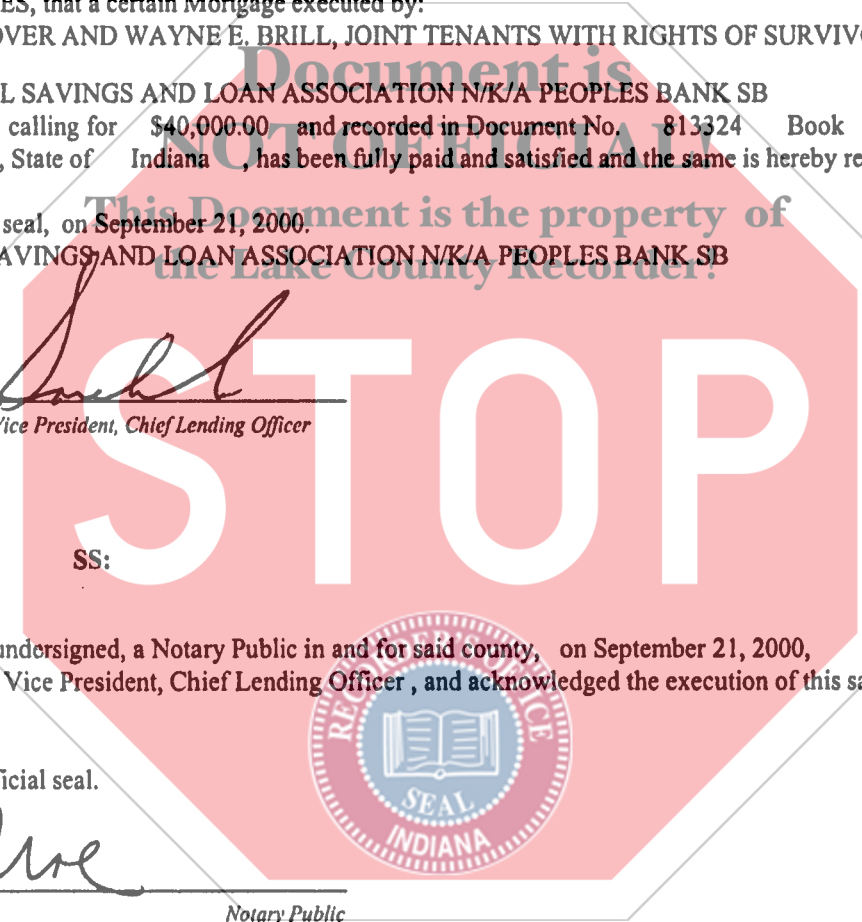 ES, that a certain Mortgage executed by:
OVER AND WAYNE E. BRILL, JOINT TENANTS WITH RIGHTS OF SURVIVO
Document is
L SAVINGS AND LOAN ASSOCIATION N/K/A PEOPLES BANK SB
calling for $40,000.00 and recorded in Document No. 813324 Book
NOT OFFICIAL!
, State of Indiana , has been fully paid and satisfied and the same is hereby re
This Document is the property of
seal, on September 21, 2000.
AVINGS AND LOAN ASSOCIATION N/K/A PEOPLES BANK SB
the Lake County Recorder!
Vice President, Chief Lending Officer
STOP
SS:
undersigned, a Notary Public in and for said county, on September 21, 2000,
Vice President, Chief Lending Officer , and acknowledged the execution of this sa
RECORDER'S OFFICE
SEAL
INDIANA
ficial seal.
Notary Public